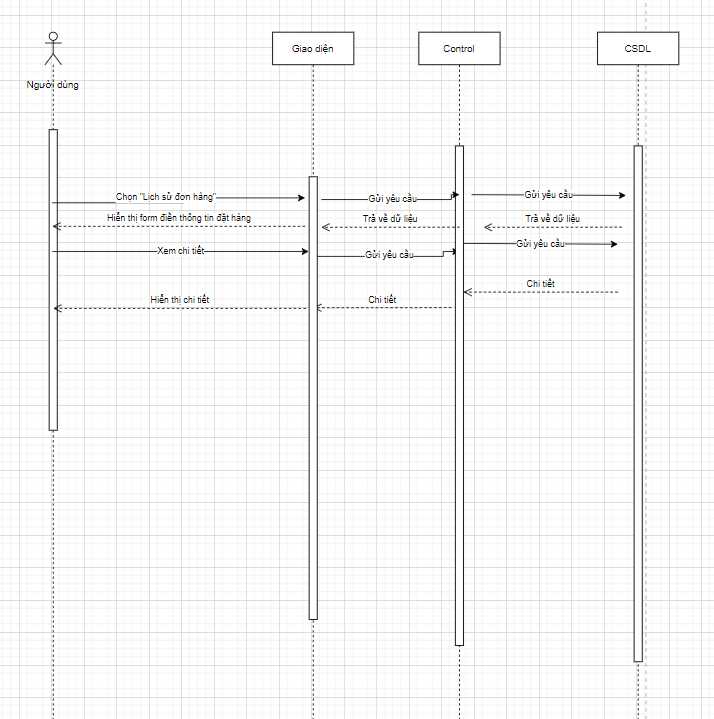 Giao diện
Control
CSDL
Người dùng
Chọn "Lịch sử đơn hàng"
Gửi yêu cầu
Gửi yêu cầu
Hiển thị form điền thông tin đặt hàng
Trả về dữ liệu
Trả về dữ liệu
Xem chi tiết
Gửi yêu cầu
Gửi yêu cầu
Chi tiết
Hiển thị chi tiết
Chi tiết